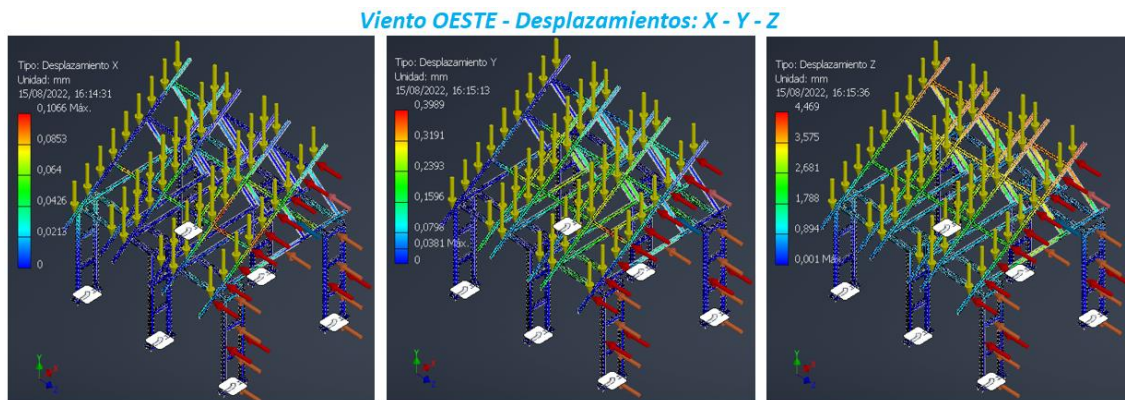 Viento OESTE - Desplazamientos: X - Y - Z
Tipo: Desplazamiento X
Unidad: mm
15/08/2022, 16:14:31
0,1066 Máx.
0,0853
0,064
0,0426
0,0213
0
Y
X
Z
Tipo: Desplazamiento Y
Unidad: mm
15/08/2022, 16:15:13
0,3989
0,3191
0,2393
0,1596
0,0798
0,0381 Máx.
0
Y
X
Z
Tipo: Desplazamiento Z
Unidad: mm
15/08/2022, 16:15:36
4,469
3,575
2,681
1,788
0,894
0,001 Máx
Y
X
Z